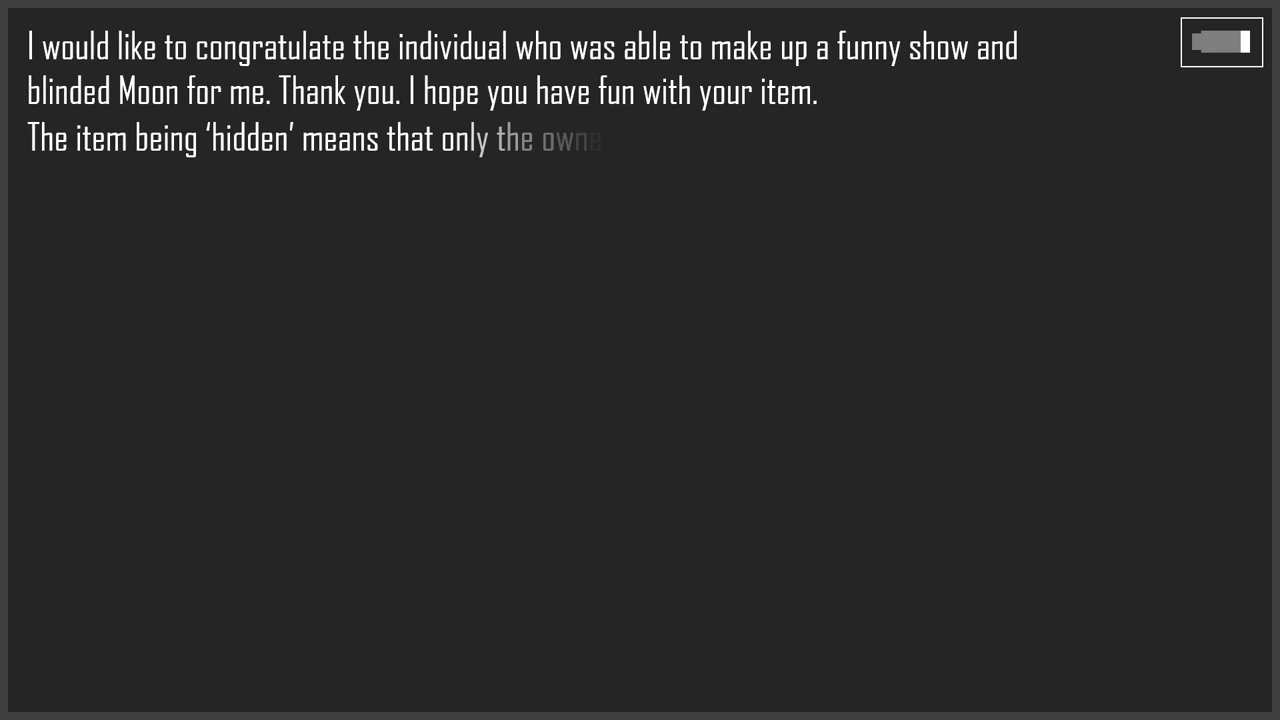 I would like to congratulate the individual who was able to make up a funny show and
blinded Moon for me. Thank you. I hope you have fun with your item.
The item being ‘hidden’ means that only the owne